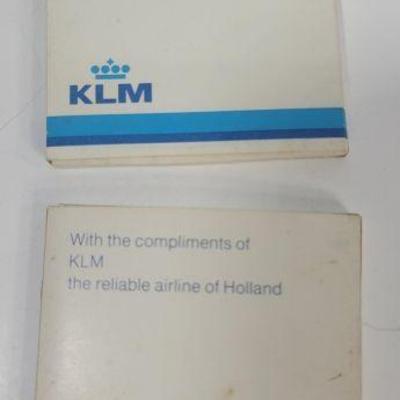 KLM
With the compliments of
KLM
the reliable airline of Holland